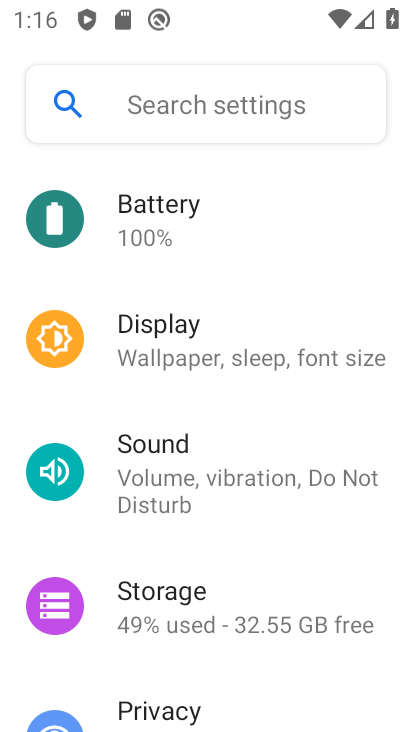 1:16
Search settings
Battery
100%
Display
Wallpaper, sleep, font size
Sound
Volume, vibration, Do Not
Disturb
Storage
49% used - 32.55 GB free
Privacy